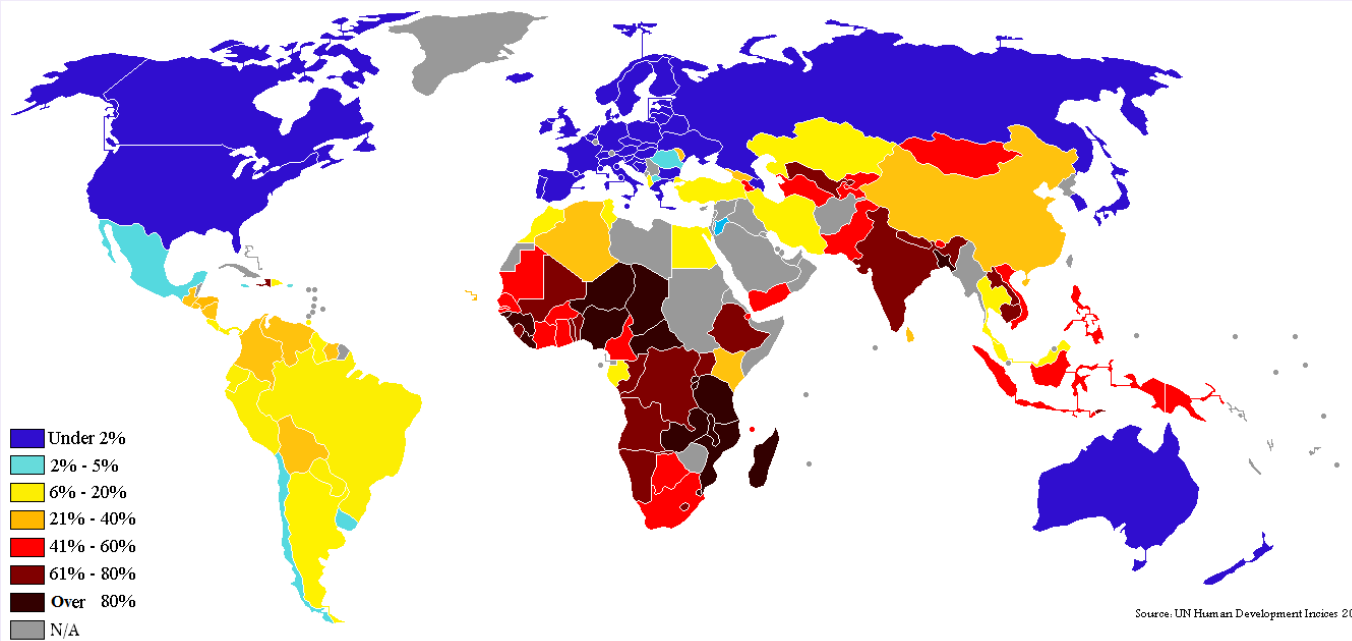 Under 2%
2% - 5%
6% - 20%
21% - 40%
41% - 60%
61% - 80%
Over 80%
N/A
Source: UN Human Development Incices 20